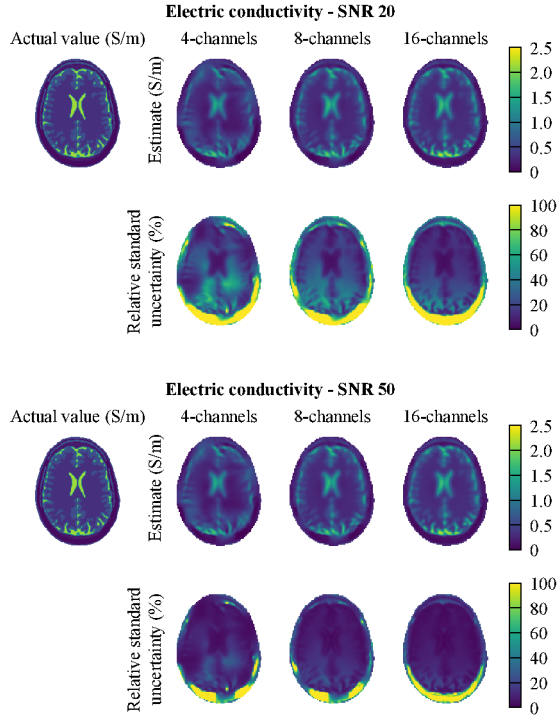 Electric conductivity - SNR 20
Actual value (S/m)
4-channels
8-channels
16-channels
Estimate (S/m)
2.5
2.0
1.5
1.0
0.5
0.0
Relative standard
uncertainty (%)
100
80
60
40
20
0
Electric conductivity - SNR 50
Actual value (S/m)
4-channels
8-channels
16-channels
Estimate (S/m)
2.5
2.0
1.5
1.0
0.5
0.0
Relative standard
uncertainty (%)
100
80
60
40
20
0